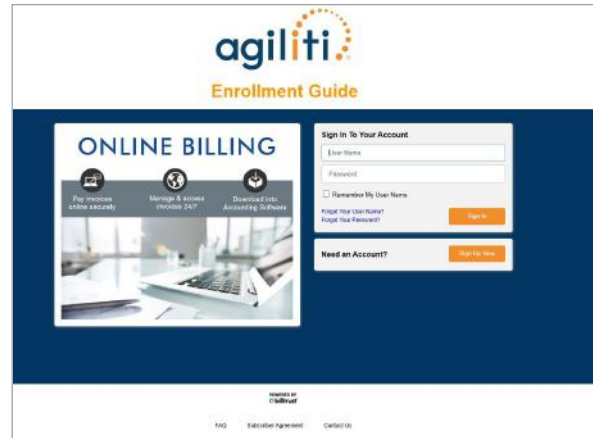 agiliti
Enrollment Guide
ONLINE BILLING
Pay invoices
online securely
Manage & access
invoices 24/7
Download into
Accounting Software
Sign In To Your Account
User Name
Password
Remember My User Name
Forgot Your User Name?
Forgot Your Password?
Sign In
Need an Account?
Sign Up Now
POWERED BY
billtrust
FAQ Subscriber Agreement Contact Us